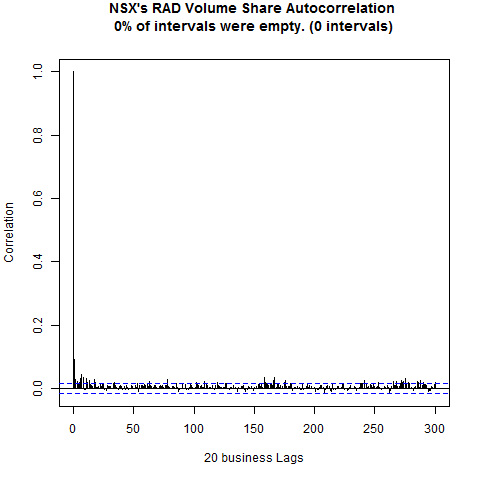 NSX's RAD Volume Share Autocorrelation
0% of intervals were empty. (0 intervals)
Correlation
1.0
0.8
0.6
0.4
0.2
0.0
0 50 100 150 200 250 300
20 business Lags